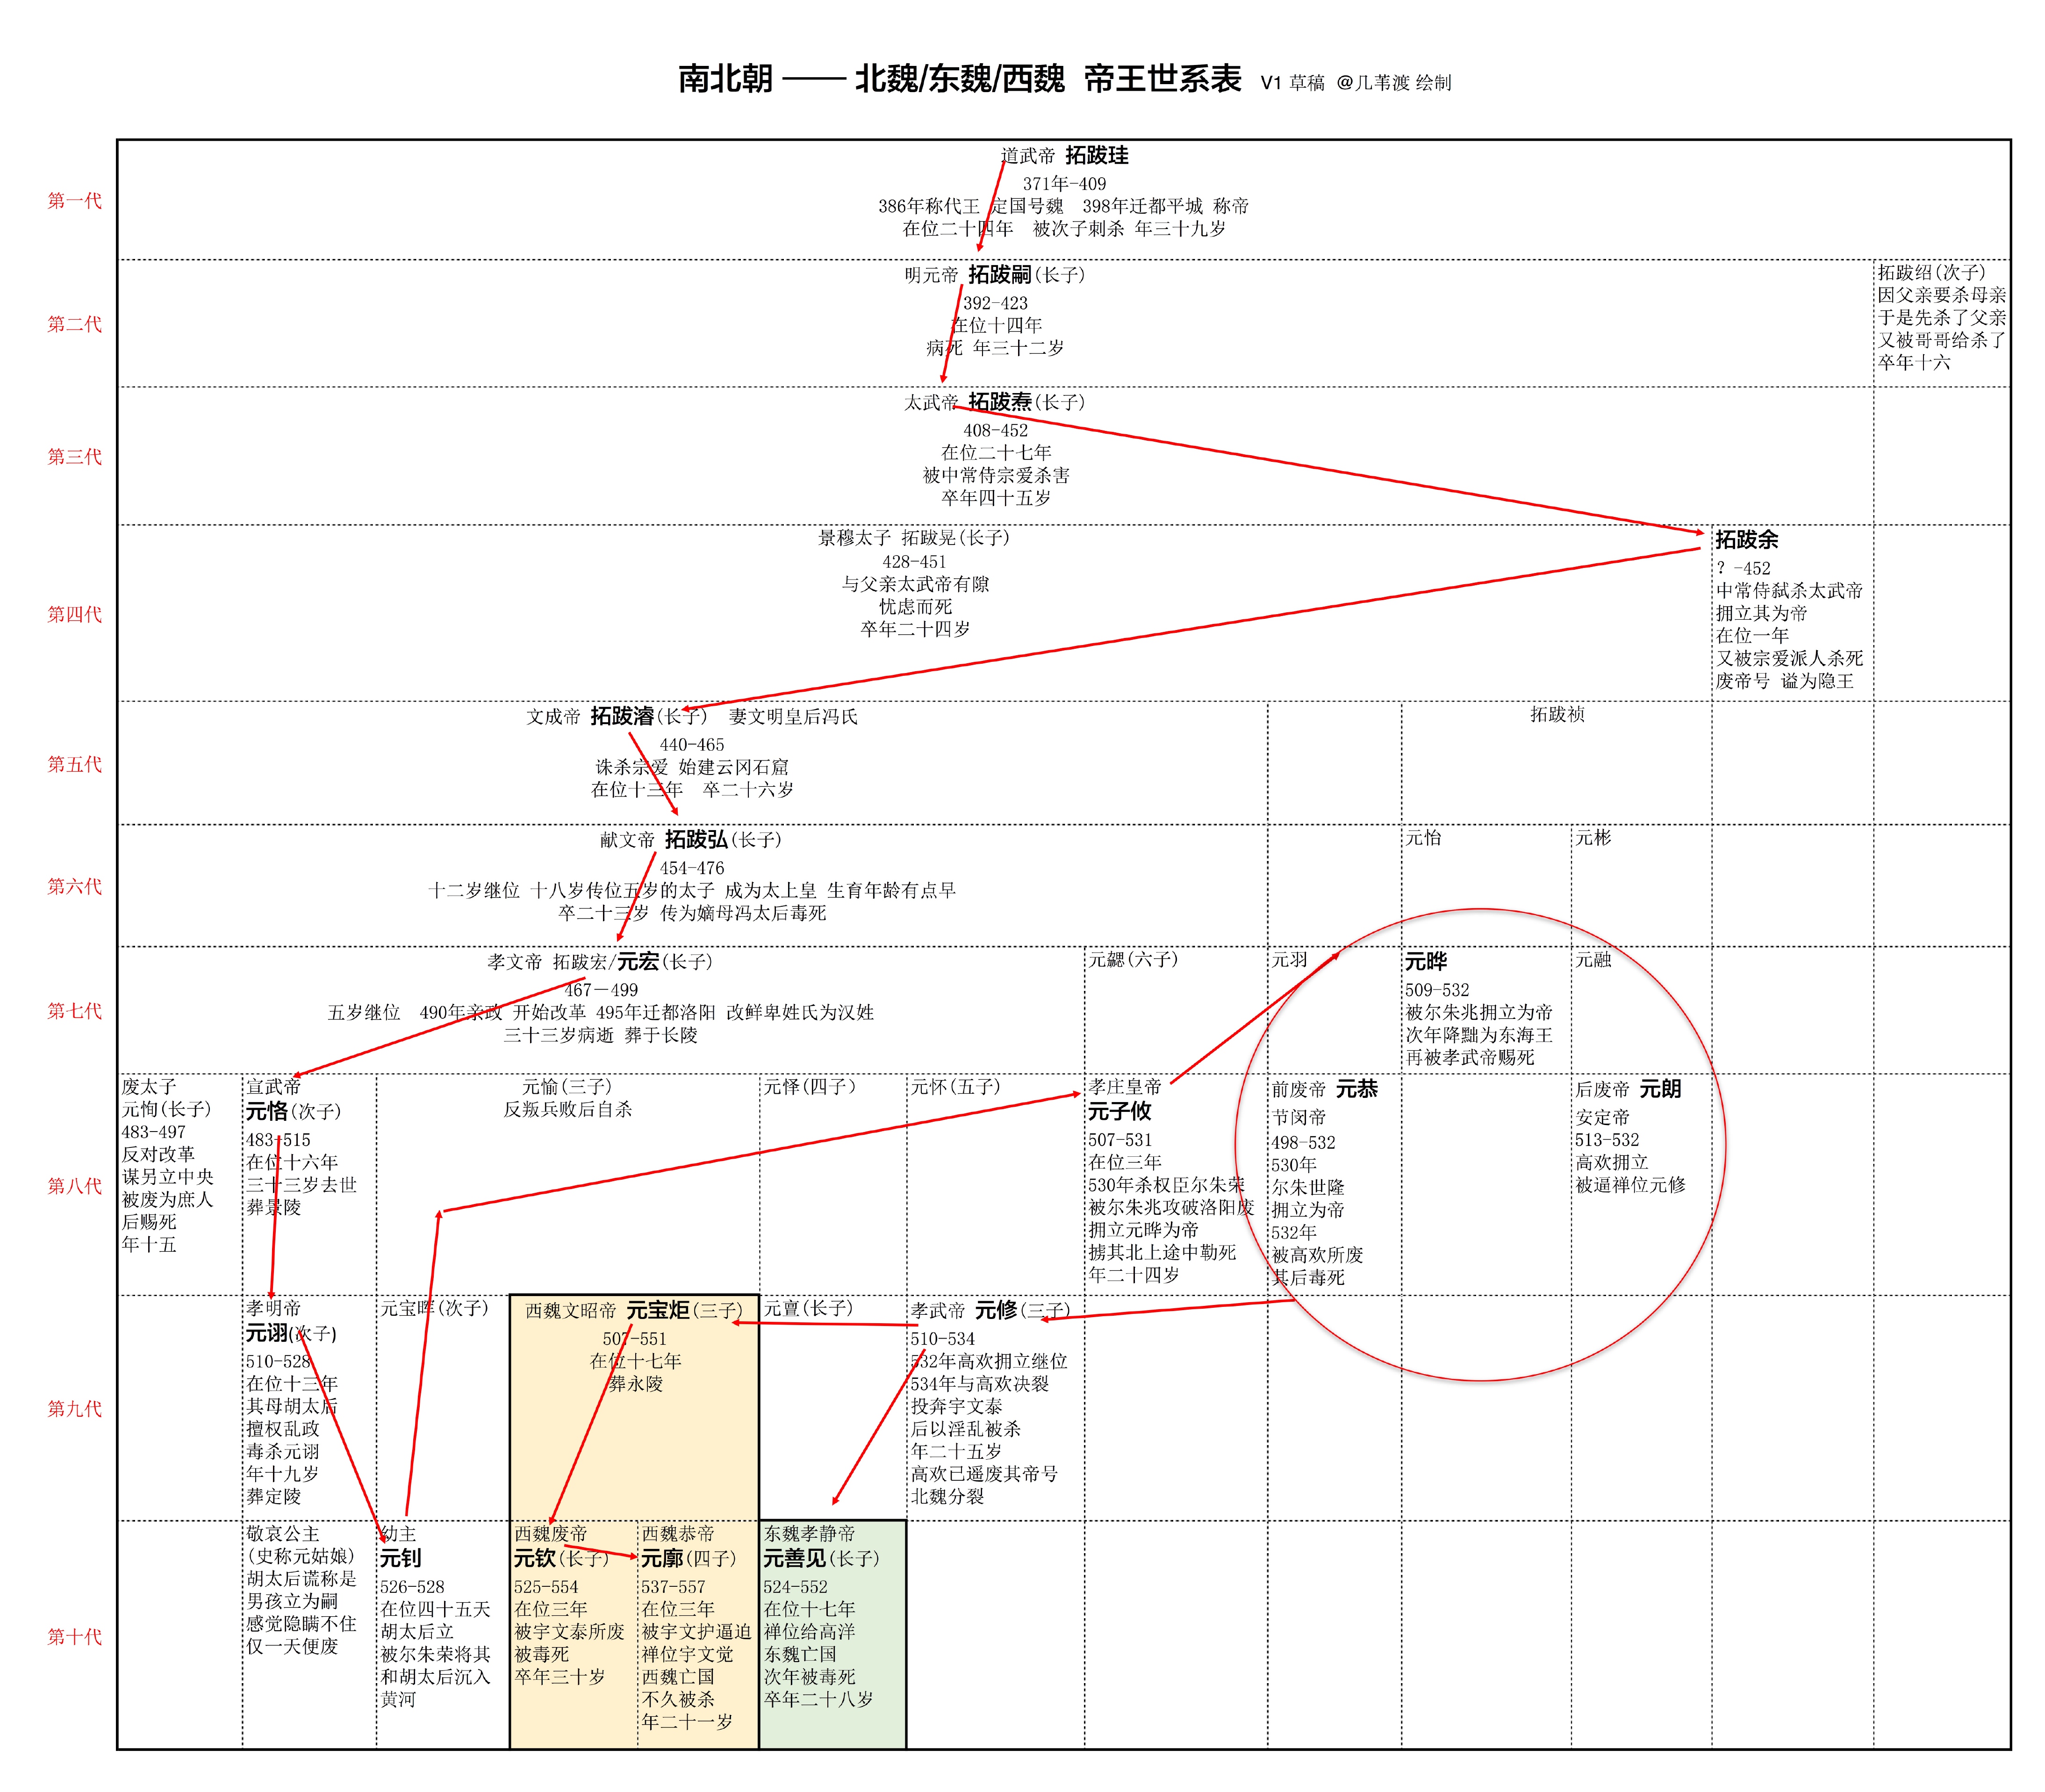 南北朝 —— 北魏/东魏/西魏 帝王世系表 V1 草稿 @几苇渡 绘制
第一代
道武帝 拓跋珪
371年-409
386年称代王 定国号魏 398年迁都平城 称帝
在位二十四年 被次子刺杀 年三十九岁
第二代
明元帝 拓跋嗣(长子)
392-423
在位十四年
病死 年三十二岁
拓跋绍(次子)
因父亲要杀母亲
于是先杀了父亲
又被哥哥给杀了
卒年十六
第三代
太武帝 拓跋焘(长子)
408-452
在位二十七年
被中常侍宗爱杀害
卒年四十五岁
第四代
景穆太子 拓跋晃(长子)
428-451
与父亲太武帝有隙
忧虑而死
卒年二十四岁
拓跋余
？-452
中常侍弑杀太武帝
拥立其为帝
在位一年
又被宗爱派人杀死
废帝号 谥为隐王
第五代
文成帝 拓跋濬(长子) 妻文明皇后冯氏
440-465
诛杀宗爱 始建云冈石窟
在位十三年 卒二十六岁
拓跋祯
第六代
献文帝 拓跋弘(长子)
454-476
十二岁继位 十八岁传位五岁的太子 成为太上皇 生育年龄有点早
卒二十三岁 传为嫡母冯太后毒死
元怡
元彬
第七代
孝文帝 拓跋宏/元宏(长子)
467－499
五岁继位 490年亲政 开始改革 495年迁都洛阳 改鲜卑姓氏为汉姓
三十三岁病逝 葬于长陵
元勰(六子)
元羽
元晔
509-532
被尔朱兆拥立为帝
次年降黜为东海王
再被孝武帝赐死
元融
第八代
废太子
元恂(长子)
483-497
反对改革
谋另立中央
被废为庶人
后赐死
年十五
宣武帝
元恪(次子)
483-515
在位十六年
三十三岁去世
葬景陵
元愉(三子)
反叛兵败后自杀
元怿(四子)
元怀(五子)
孝庄皇帝
元子攸
507-531
在位三年
530年杀权臣尔朱荣
被尔朱兆攻破洛阳废
拥立元晔为帝
掳其北上途中勒死
年二十四岁
前废帝 元恭
节闵帝
498-532
530年
尔朱世隆
拥立为帝
532年
被高欢所废
其后毒死
后废帝 元朗
安定帝
513-532
高欢拥立
被逼禅位元修
第九代
孝明帝
元诩(次子)
510-528
在位十三年
其母胡太后
擅权乱政
毒杀元诩
年十九岁
葬定陵
元宝晖(次子)
西魏文昭帝 元宝炬(三子)
507-551
在位十七年
葬永陵
元亶(长子)
孝武帝 元修(三子)
510-534
532年高欢拥立继位
534年与高欢决裂
投奔宇文泰
后以淫乱被杀
年二十五岁
高欢已遥废其帝号
北魏分裂
第十代
敬哀公主
(史称元姑娘)
胡太后谎称是
男孩立为嗣
感觉隐瞒不住
仅一天便废
幼主
元钊
526-528
在位四十五天
胡太后立
被尔朱荣将其
和胡太后沉入
黄河
西魏废帝
元钦(长子)
525-554
在位三年
被宇文泰所废
被毒死
卒年三十岁
西魏恭帝
元廓(四子)
537-557
在位三年
被宇文护逼迫
禅位宇文觉
西魏亡国
不久被杀
年二十一岁
东魏孝静帝
元善见(长子)
524-552
在位十七年
禅位给高洋
东魏亡国
次年被毒死
卒年二十八岁